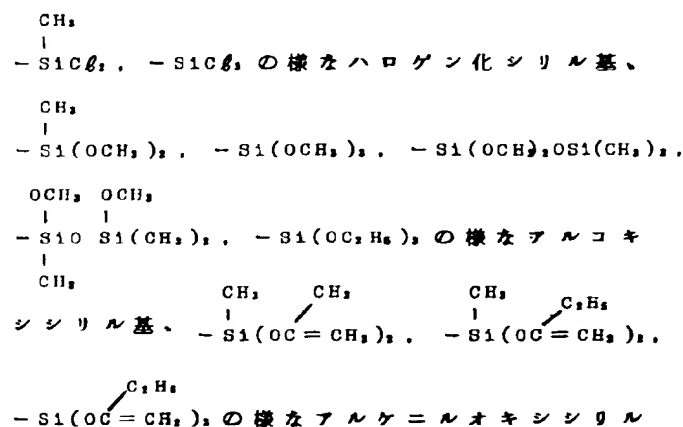 CH₃
|
－SiCl₂, －SiCl₃ の様なハロゲン化シリル基、
CH₃
|
－Si(OCH₃)₂, －Si(OCH₃)₃, －Si(OCH₃)₂OSi(CH₃)₂,
OCH₃ OCH₃
| |
－SiO Si(CH₃)₂, －Si(OC₂H₅)₃ の様なアルコキ
|
CH₃
CH₃ CH₃ CH₃ C₂H₅
シシリル基、 －Si(OC＝CH₂)₂, －Si(OC＝CH₂)₂,
C₂H₅
－Si(OC＝CH₂)₃ の様なアルケニルオキシシリル